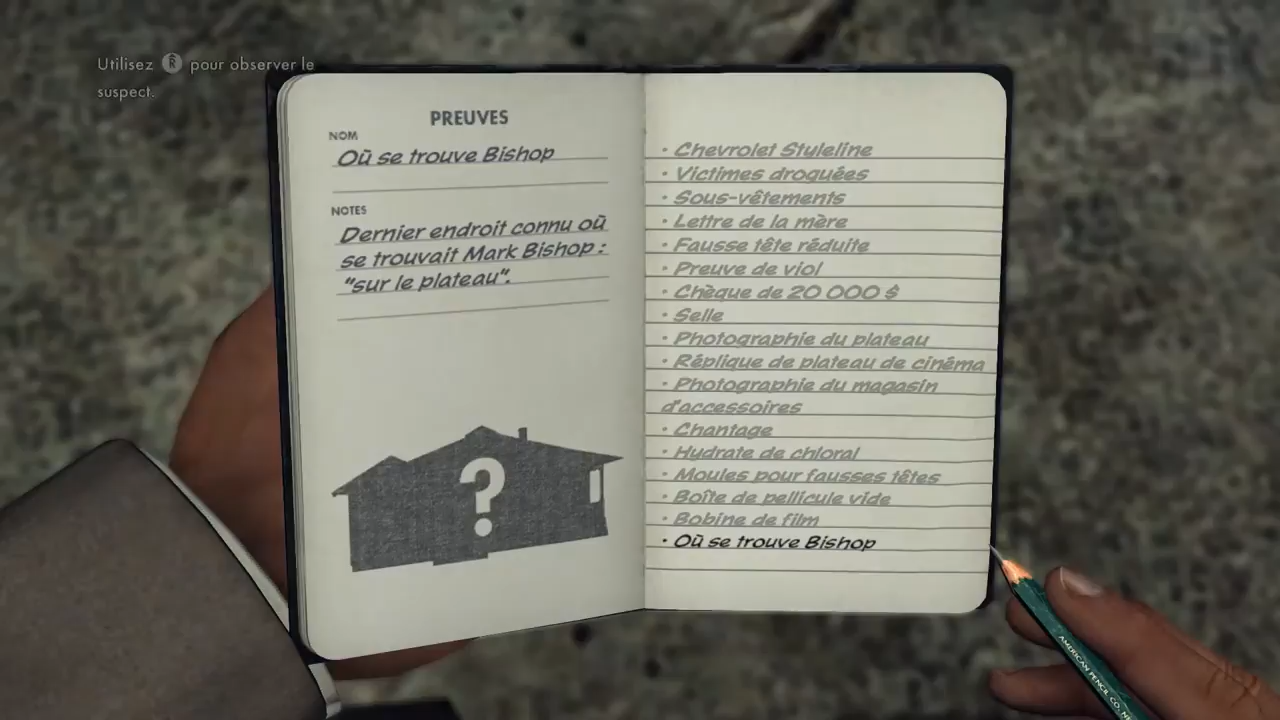 Utilisez R pour observer le
suspect.
PREUVES
NOM
Où se trouve Bishop
NOTES
Dernier endroit connu où
se trouvait Mark Bishop :
"sur le plateau".
?
• Chevrolet Styleline
• Victimes droguées
• Sous-vêtements
• Lettre de la mère
• Fausse tête réduite
• Preuve de viol
• Chèque de 20 000 $
• Selle
• Photographie du plateau
• Réplique de plateau de cinéma
• Photographie du magasin
d'accessoires
• Chantage
• Hydrate de chloral
• Moules pour fausses têtes
• Boîte de pellicule vide
• Bobine de film
• Où se trouve Bishop
AMERICAN PENCIL CO. N